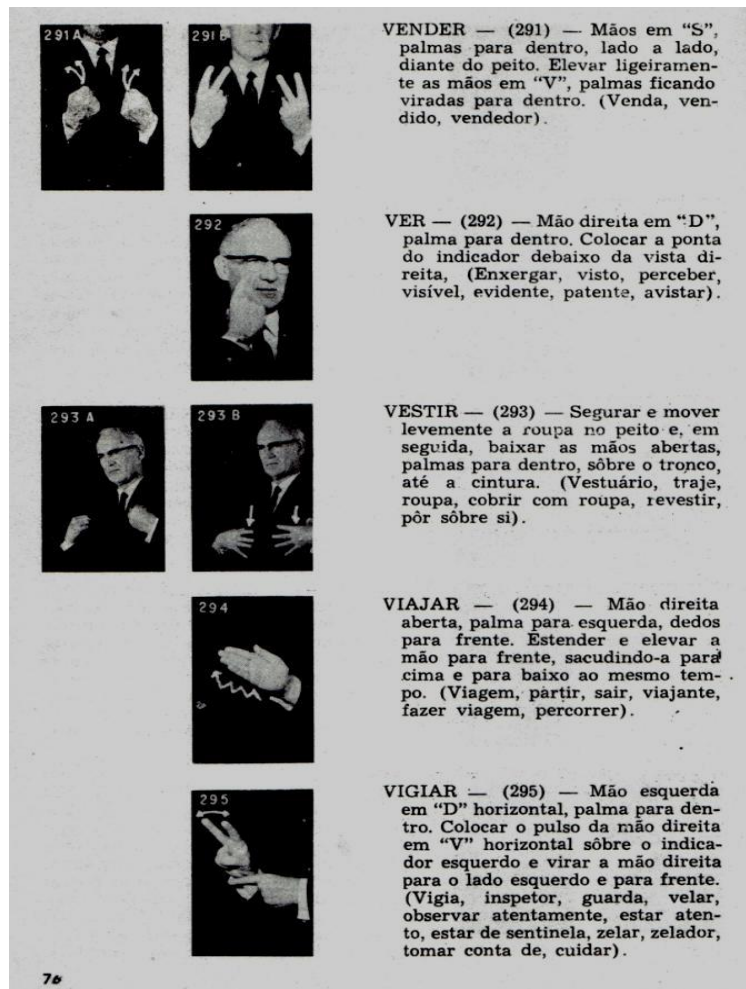 291A
291B
VENDER — (291) — Mãos em “S”,
palmas para dentro, lado a lado,
diante do peito. Elevar ligeiramen-
te as mãos em “V”, palmas ficando
viradas para dentro. (Venda, ven-
dido, vendedor).
292
VER — (292) — Mão direita em “D”,
palma para dentro. Colocar a ponta
do indicador debaixo da vista di-
reita, (Enxergar, visto, perceber,
visível, evidente, patente, avistar).
293 A
293 B
VESTIR — (293) — Segurar e mover
levemente a roupa no peito e, em
seguida, baixar as mãos abertas,
palmas para dentro, sôbre o tronco,
até a cintura. (Vestuário, traje,
roupa, cobrir com roupa, revestir,
pôr sôbre si).
294
VIAJAR — (294) — Mão direita
aberta, palma para esquerda, dedos
para frente. Estender e elevar a
mão para frente, sacudindo-a para
cima e para baixo ao mesmo tem-
po. (Viagem, partir, sair, viajante,
fazer viagem, percorrer).
295
VIGIAR — (295) — Mão esquerda
em “D” horizontal, palma para den-
tro. Colocar o pulso da mão direita
em “V” horizontal sôbre o indica-
dor esquerdo e virar a mão direita
para o lado esquerdo e para frente.
(Vigia, inspetor, guarda, velar,
observar atentamente, estar aten-
to, estar de sentinela, zelar, zelador,
tomar conta de, cuidar).
76